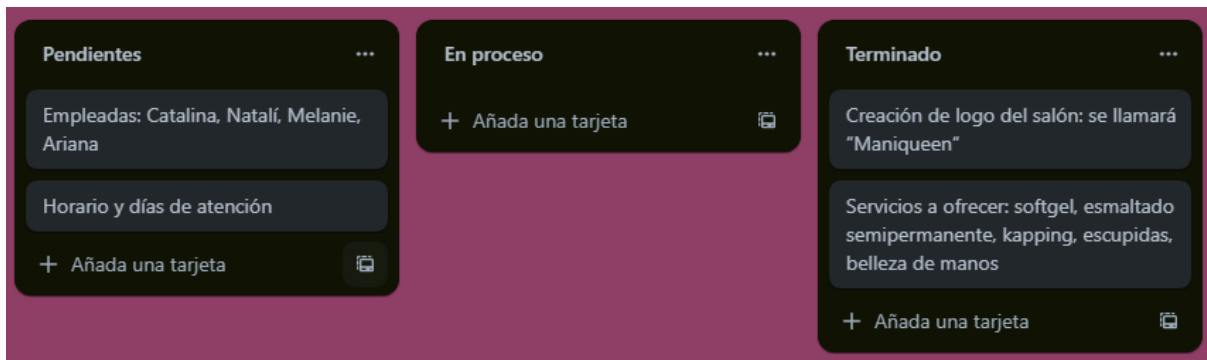 Pendientes
Empleadas: Catalina, Natalí, Melanie,
Ariana
Horario y días de atención
Añada una tarjeta
En proceso
Añada una tarjeta
Terminado
Creación de logo del salón: se llamará
“Maniqueen”
Servicios a ofrecer: softgel, esmaltado
semipermanente, kapping, escupidas,
belleza de manos
Añada una tarjeta